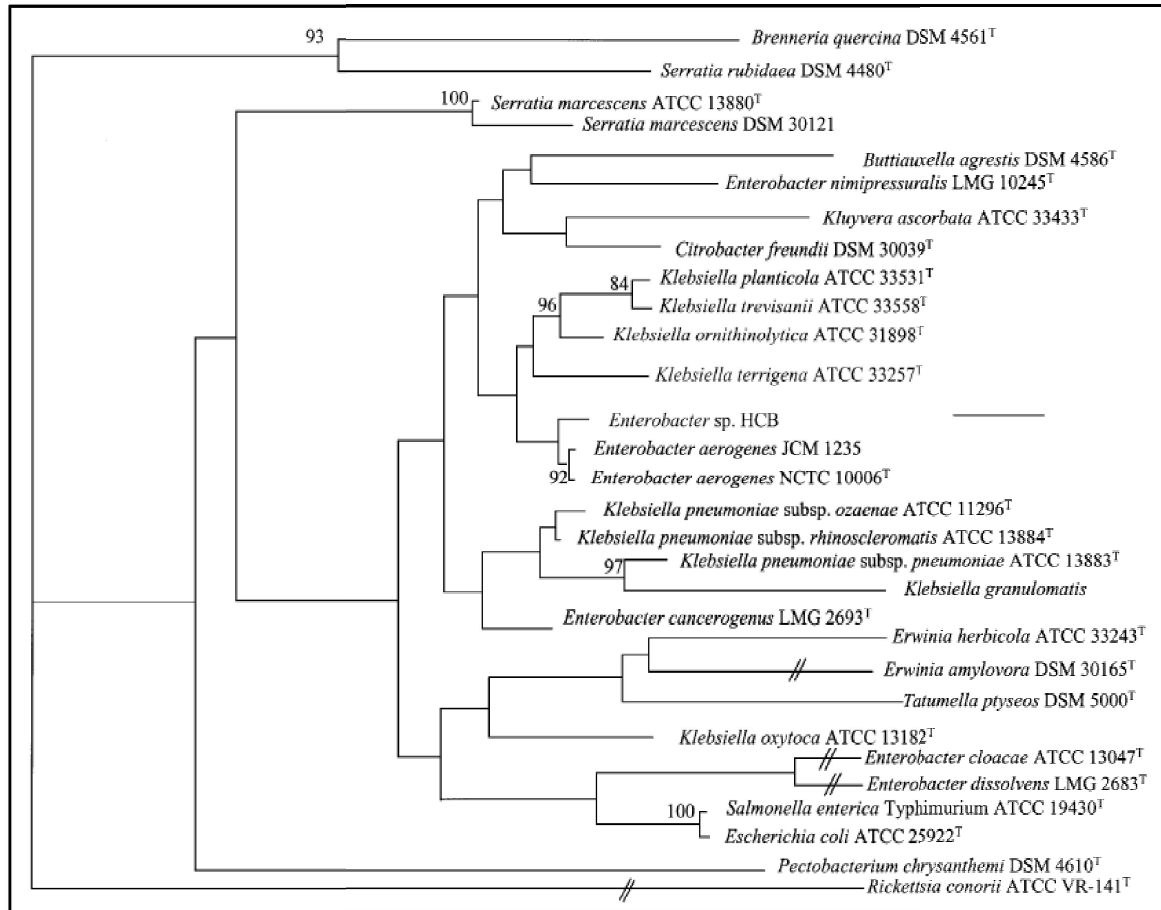 93
Brenneria quercina DSM 4561ᵀ
Serratia rubidaea DSM 4480ᵀ
100
Serratia marcescens ATCC 13880ᵀ
Serratia marcescens DSM 30121
Buttiauxella agrestis DSM 4586ᵀ
Enterobacter nimipressuralis LMG 10245ᵀ
Kluyvera ascorbata ATCC 33433ᵀ
Citrobacter freundii DSM 30039ᵀ
Klebsiella planticola ATCC 33531ᵀ
84
Klebsiella trevisanii ATCC 33558ᵀ
96
Klebsiella ornithinolytica ATCC 31898ᵀ
Klebsiella terrigena ATCC 33257ᵀ
Enterobacter sp. HCB
Enterobacter aerogenes JCM 1235
92
Enterobacter aerogenes NCTC 10006ᵀ
Klebsiella pneumoniae subsp. ozaenae ATCC 11296ᵀ
Klebsiella pneumoniae subsp. rhinoscleromatis ATCC 13884ᵀ
97
Klebsiella pneumoniae subsp. pneumoniae ATCC 13883ᵀ
Klebsiella granulomatis
Enterobacter cancerogenus LMG 2693ᵀ
Erwinia herbicola ATCC 33243ᵀ
Erwinia amylovora DSM 30165ᵀ
Tatumella ptyseos DSM 5000ᵀ
Klebsiella oxytoca ATCC 13182ᵀ
Enterobacter cloacae ATCC 13047ᵀ
Enterobacter dissolvens LMG 2683ᵀ
100
Salmonella enterica Typhimurium ATCC 19430ᵀ
Escherichia coli ATCC 25922ᵀ
Pectobacterium chrysanthemi DSM 4610ᵀ
Rickettsia conorii ATCC VR-141ᵀ